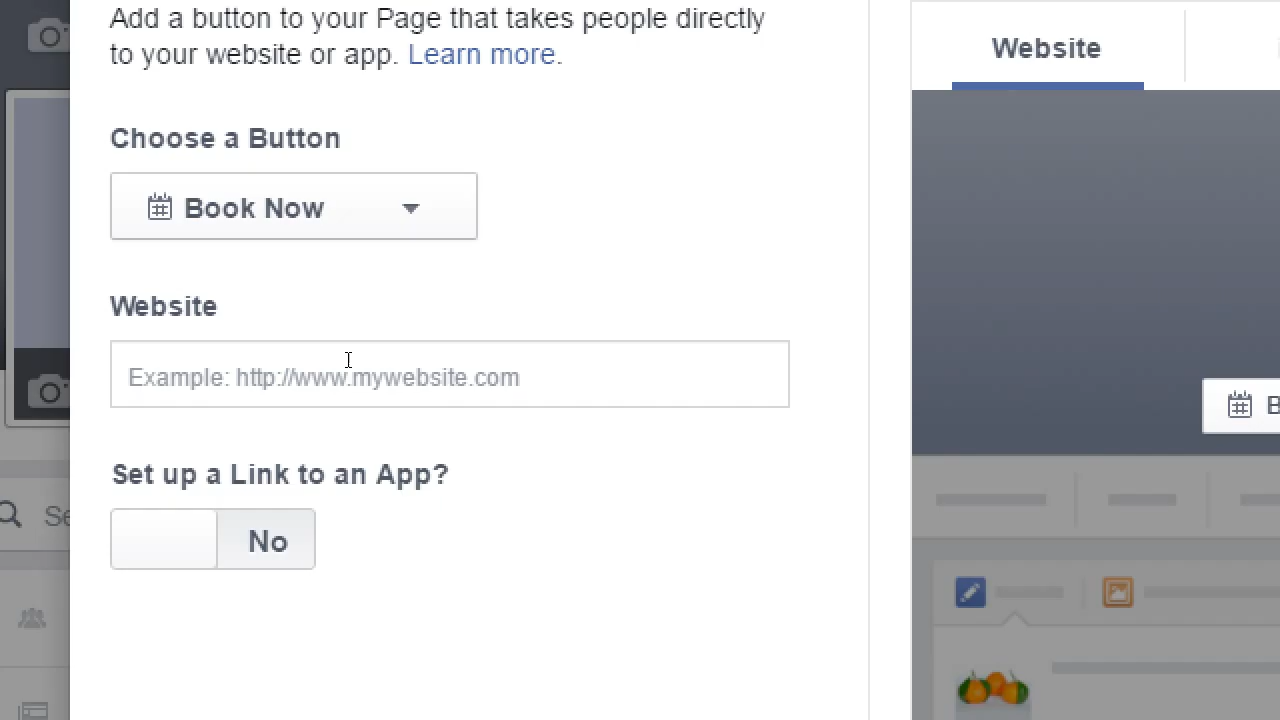 Add a button to your Page that takes people directly
to your website or app. Learn more.
Website
Choose a Button
Book Now
Website
Example: http://www.mywebsite.com
B
Set up a Link to an App?
Se
No